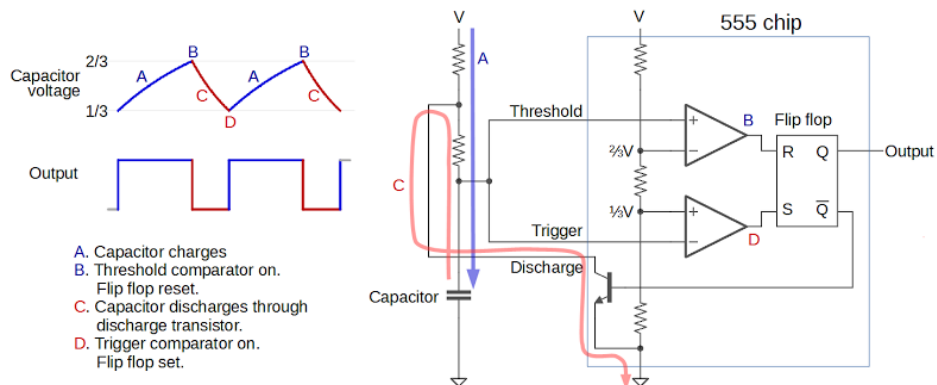 V
V
555 chip
B
B
2/3
Capacitor
voltage
A
A
A
C
C
1/3
D
Threshold
B
Flip flop
+
⅔V
−
R
Q
Output
Output
C
⅓V
+
S
Q̅
−
D
Trigger
Discharge
Capacitor
A. Capacitor charges
B. Threshold comparator on.
Flip flop reset.
C. Capacitor discharges through
discharge transistor.
D. Trigger comparator on.
Flip flop set.